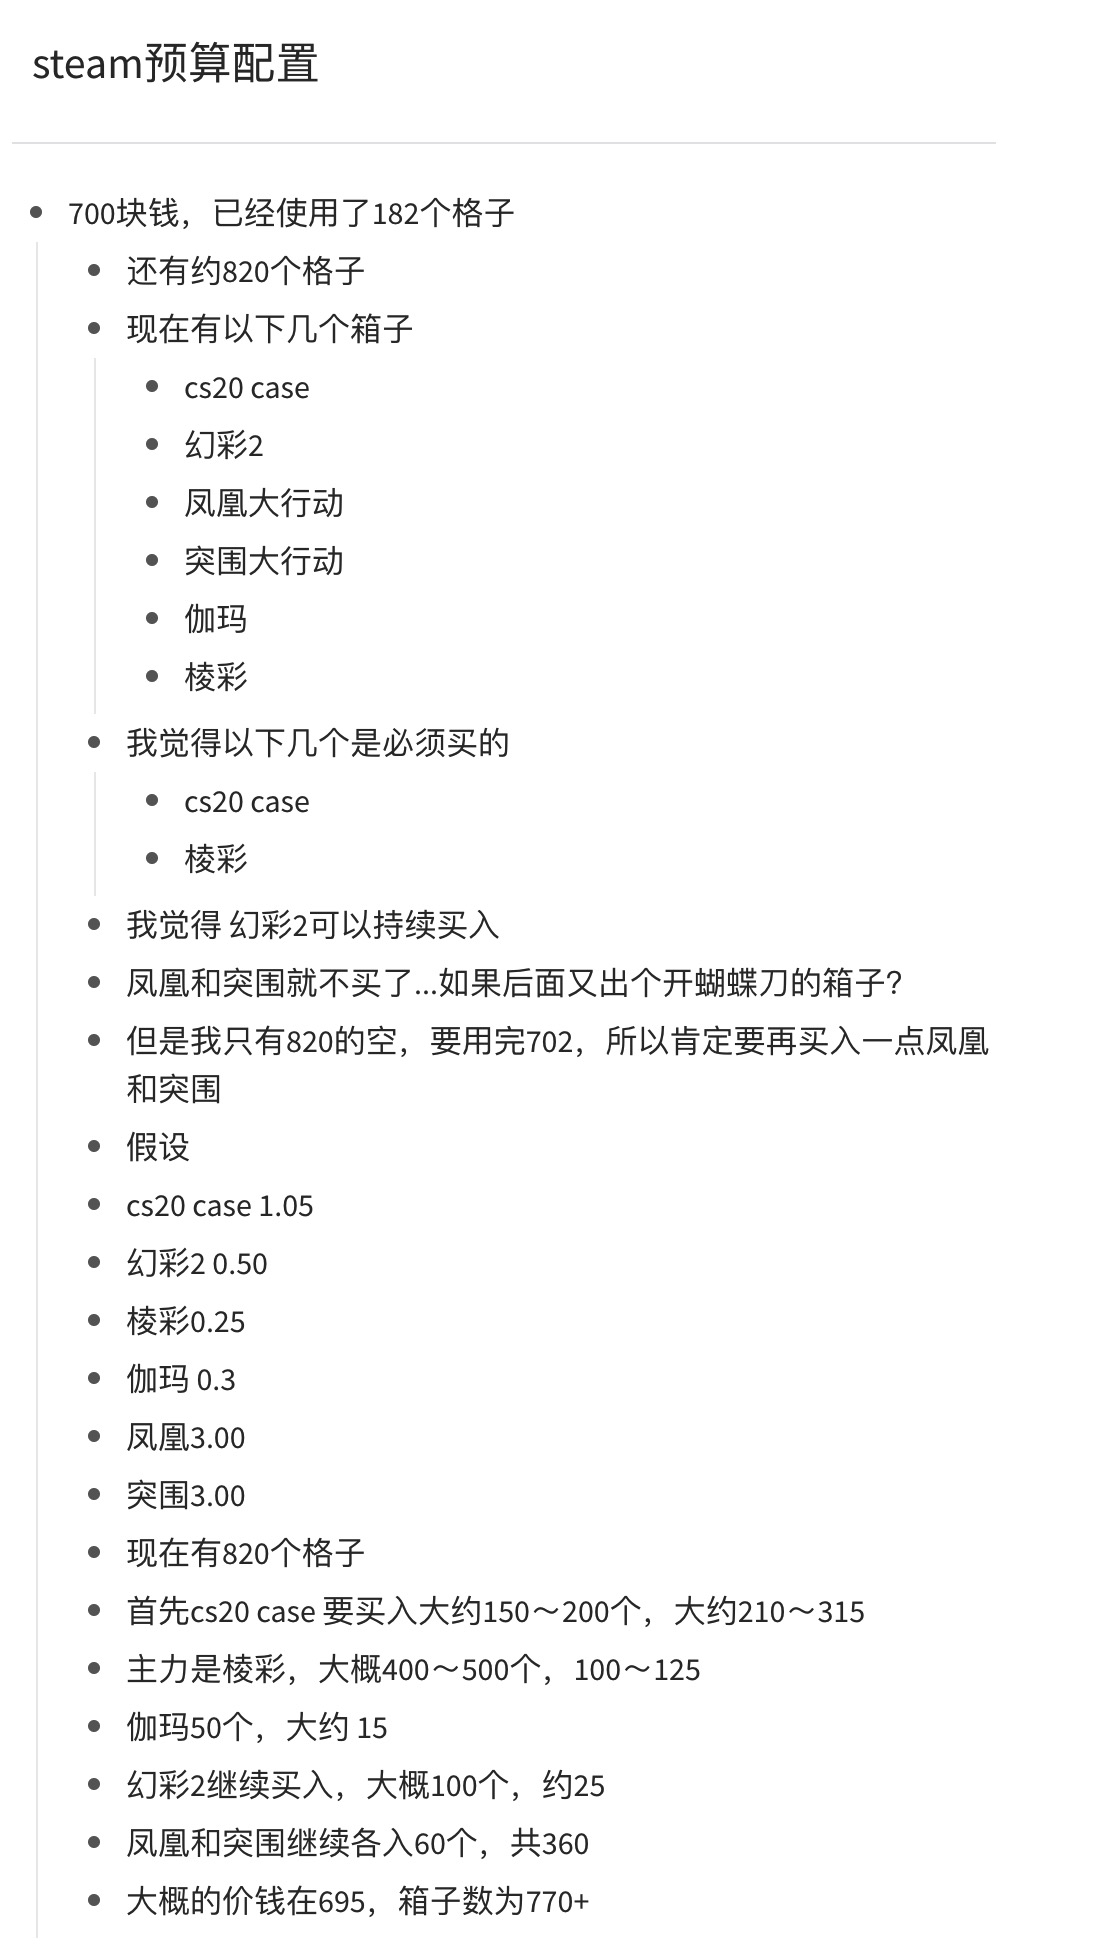 steam预算配置
700块钱，已经使用了182个格子
还有约820个格子
现在有以下几个箱子
cs20 case
幻彩2
凤凰大行动
突围大行动
伽玛
棱彩
我觉得以下几个是必须买的
cs20 case
棱彩
我觉得 幻彩2可以持续买入
凤凰和突围就不买了...如果后面又出个开蝴蝶刀的箱子？
但是我只有820的空，要用完702，所以肯定要再买入一点凤凰
和突围
假设
cs20 case 1.05
幻彩2 0.50
棱彩0.25
伽玛 0.3
凤凰3.00
突围3.00
现在有820个格子
首先cs20 case 要买入大约150～200个，大约210～315
主力是棱彩，大概400～500个，100～125
伽玛50个，大约 15
幻彩2继续买入，大概100个，约25
凤凰和突围继续各入60个，共360
大概的价钱在695，箱子数为770+